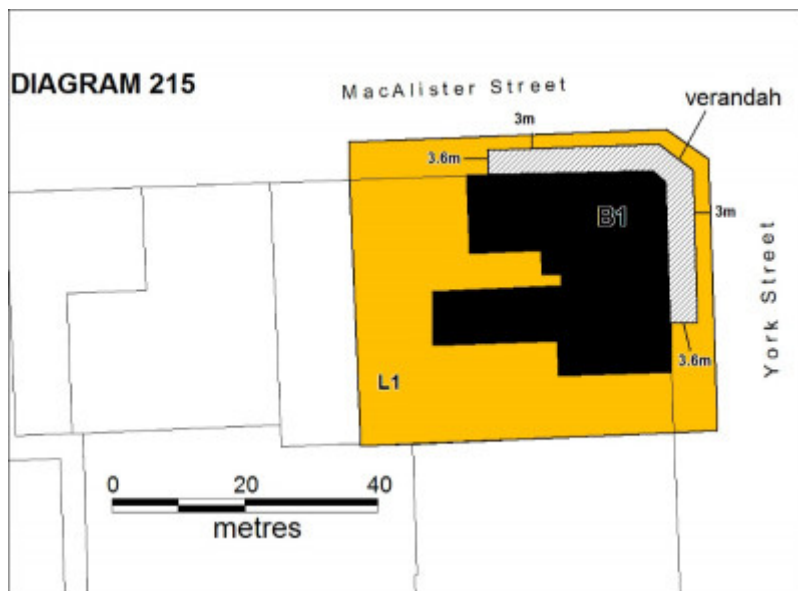 DIAGRAM 215
MacAlister Street
verandah
3m
3.6m
B1
3m
York Street
3.6m
L1
0 20 40
metres